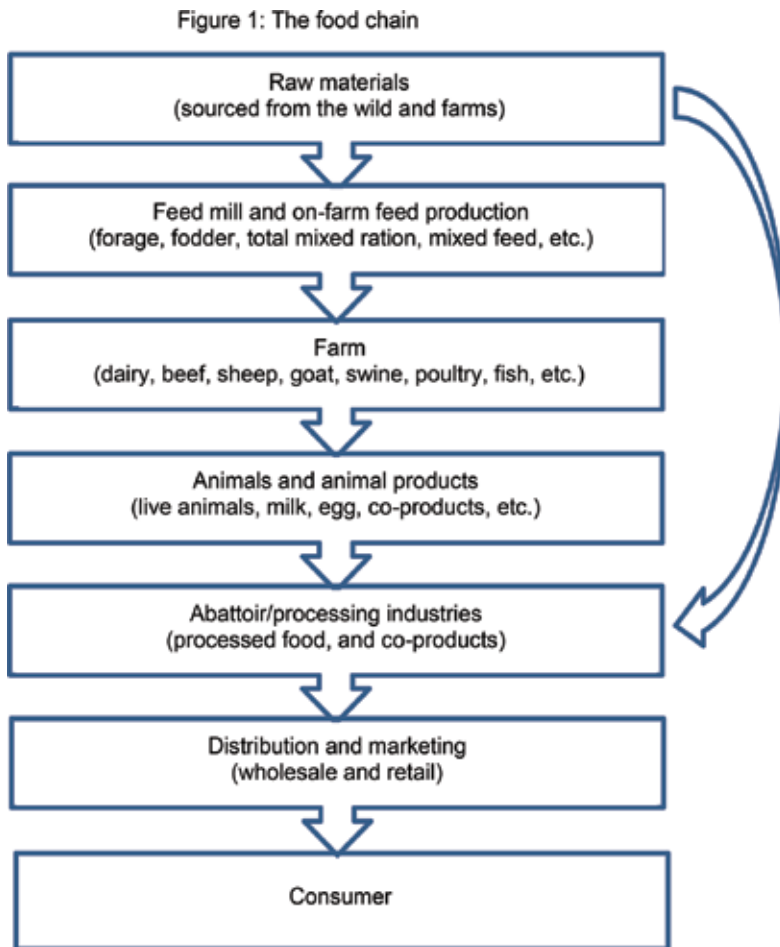 Figure 1: The food chain
Raw materials
(sourced from the wild and farms)
Feed mill and on-farm feed production
(forage, fodder, total mixed ration, mixed feed, etc.)
Farm
(dairy, beef, sheep, goat, swine, poultry, fish, etc.)
Animals and animal products
(live animals, milk, egg, co-products, etc.)
Abattoir/processing industries
(processed food, and co-products)
Distribution and marketing
(wholesale and retail)
Consumer